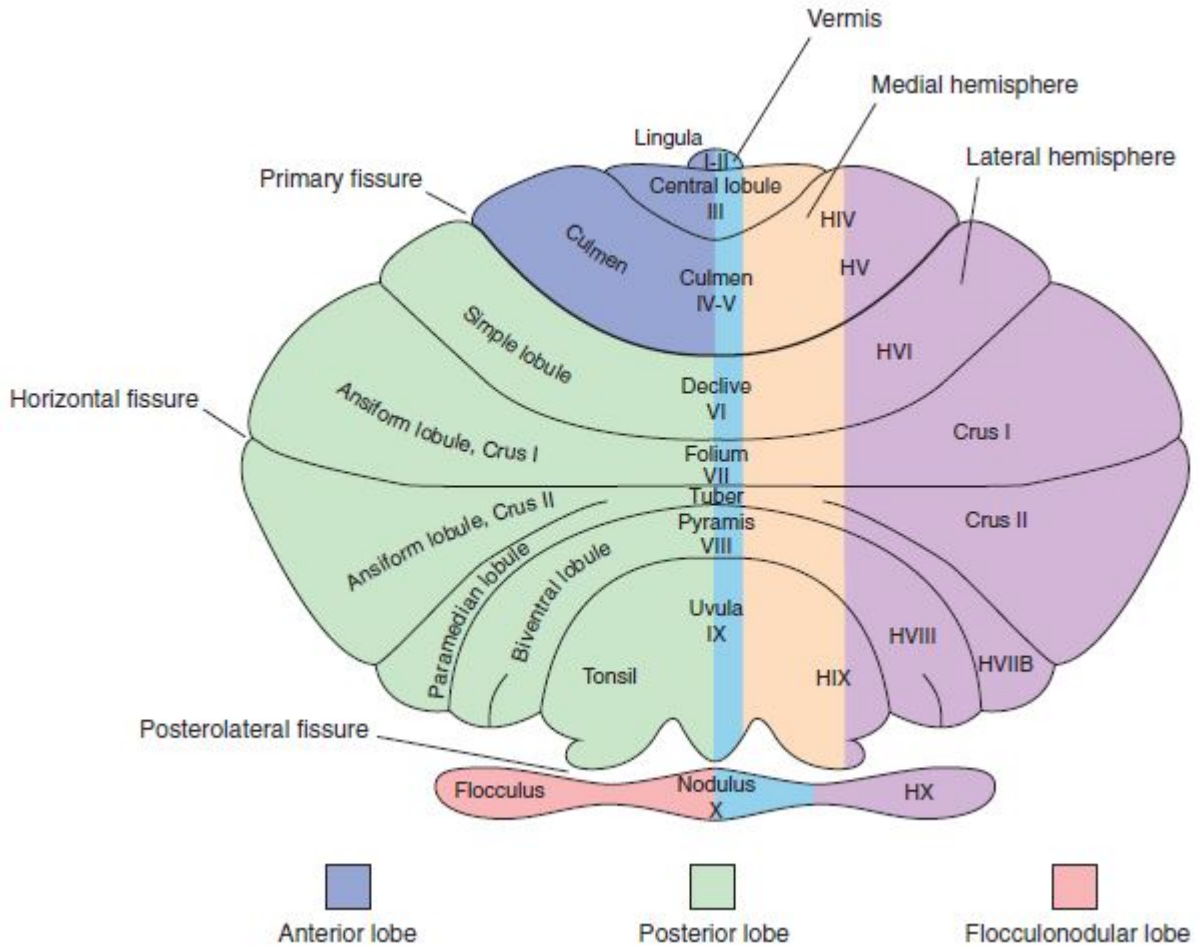 Vermis
Medial hemisphere
Lingula
Lateral hemisphere
I-II
Primary fissure
Central lobule
III
HIV
Culmen
HV
Culmen
IV-V
Simple lobule
HVI
Declive
VI
Ansiform lobule, Crus I
Horizontal fissure
Crus I
Folium
VII
Tuber
Ansiform lobule, Crus II
Pyramis
VIII
Crus II
Paramedian lobule
Biventral lobule
Uvula
IX
HVIII
HVIIB
Tonsil
HIX
Posterolateral fissure
Flocculus
Nodulus
X
HX
Anterior lobe
Posterior lobe
Flocculonodular lobe